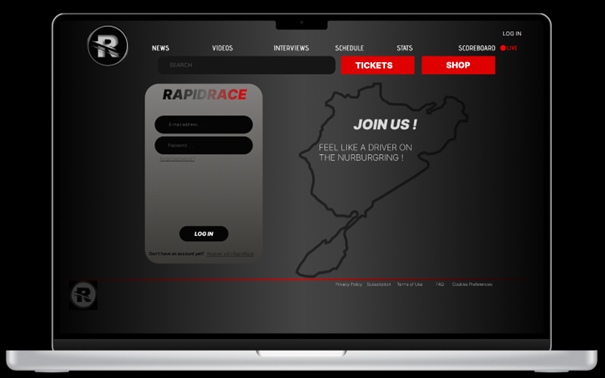 R
LOG IN
NEWS VIDEOS INTERVIEWS SCHEDULE STATS SCOREBOARD LIVE
SEARCH TICKETS SHOP
RAPIDRACE
E-mail address
Password
LOG IN
Don't have an account yet?
JOIN US !
FEEL LIKE A DRIVER ON
THE NURBURGRING !
Privacy Policy Subscription Terms of Use FAQ Cookies Preferences
R